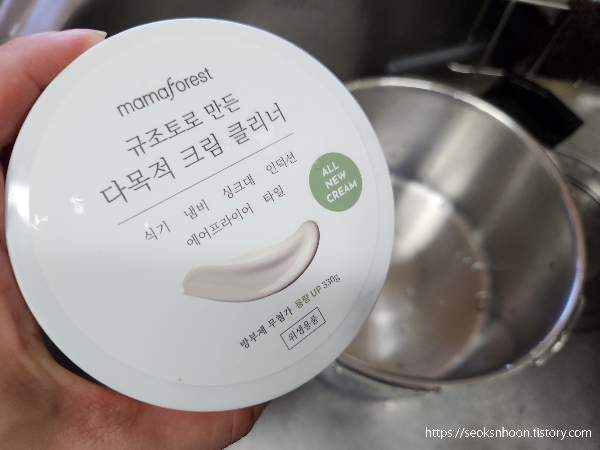 mamaforest
규조토로 만든
다목적 크림 클리너
식기 냄비 싱크대 인덕션
에어프라이어 타일
ALL
NEW
CREAM
방부제 무첨가 용량 UP 330g
위생용품
https://seoksnhoon.tistory.com